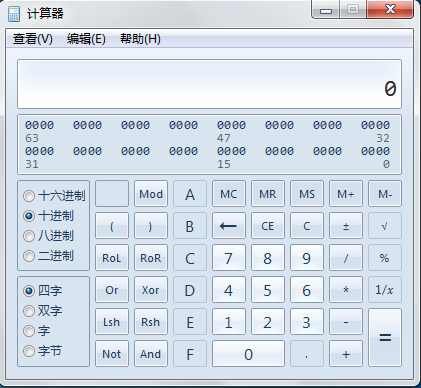 计算器
查看(V) 编辑(E) 帮助(H)
0
0000 0000 0000 0000 0000 0000 0000 0000
63 47 32
0000 0000 0000 0000 0000 0000 0000 0000
31 15 0
十六进制 Mod A MC MR MS M+ M-
十进制
八进制 ( ) B ← CE C ± √
二进制 RoL RoR C 7 8 9 / %
四字 Or Xor D 4 5 6 * 1/x
双字
字 Lsh Rsh E 1 2 3 - =
字节 Not And F 0 . +